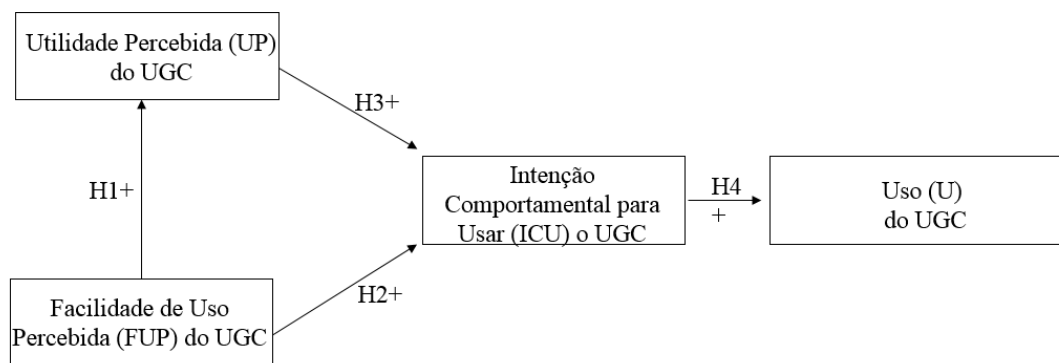 Utilidade Percebida (UP)
do UGC
H3+
H1+
Intenção
Comportamental para
Usar (ICU) o UGC
H4
+
Uso (U)
do UGC
H2+
Facilidade de Uso
Percebida (FUP) do UGC